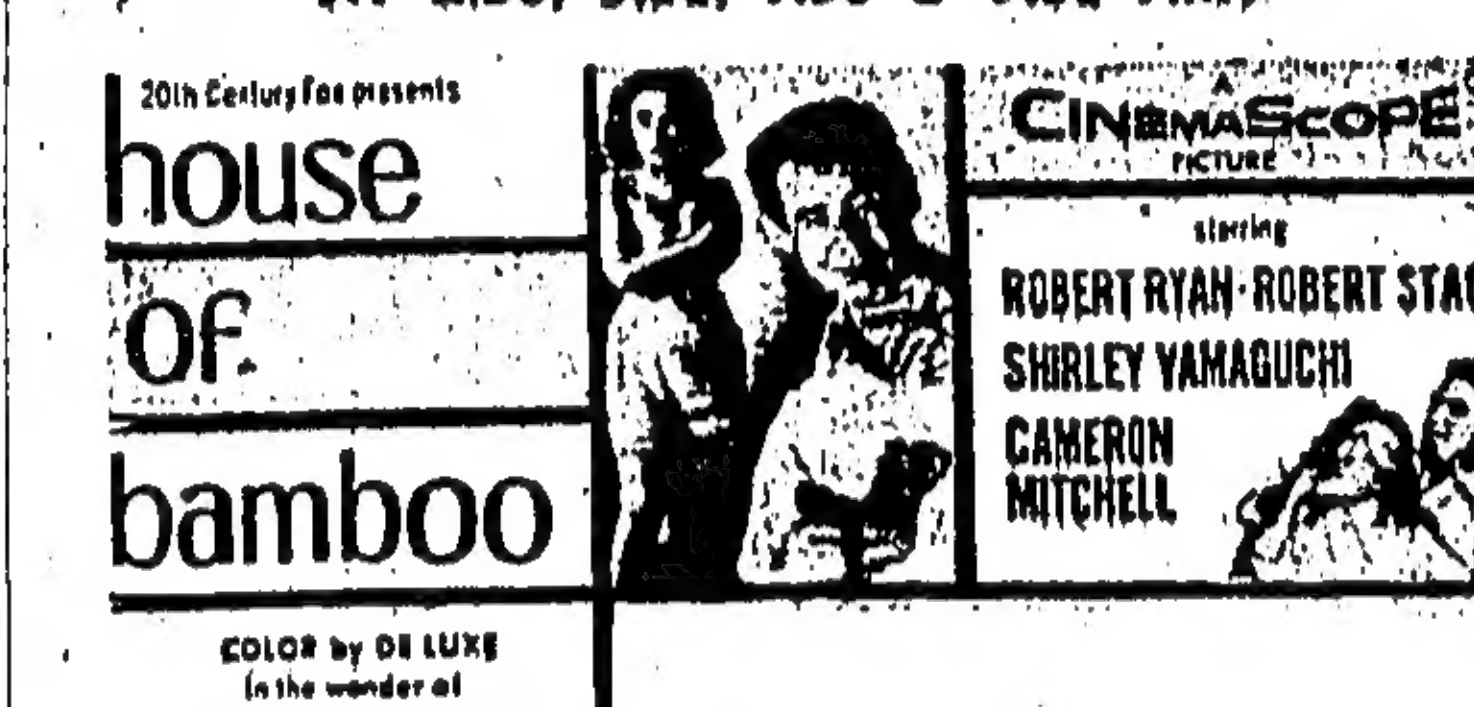 20th Century Fox presents
house
of
bamboo
COLOR by DE LUXE
In the wonder of
A
CINEMASCOPE
PICTURE
starring
ROBERT RYAN · ROBERT STA
SHIRLEY YAMAGUCHI
CAMERON
MITCHELL